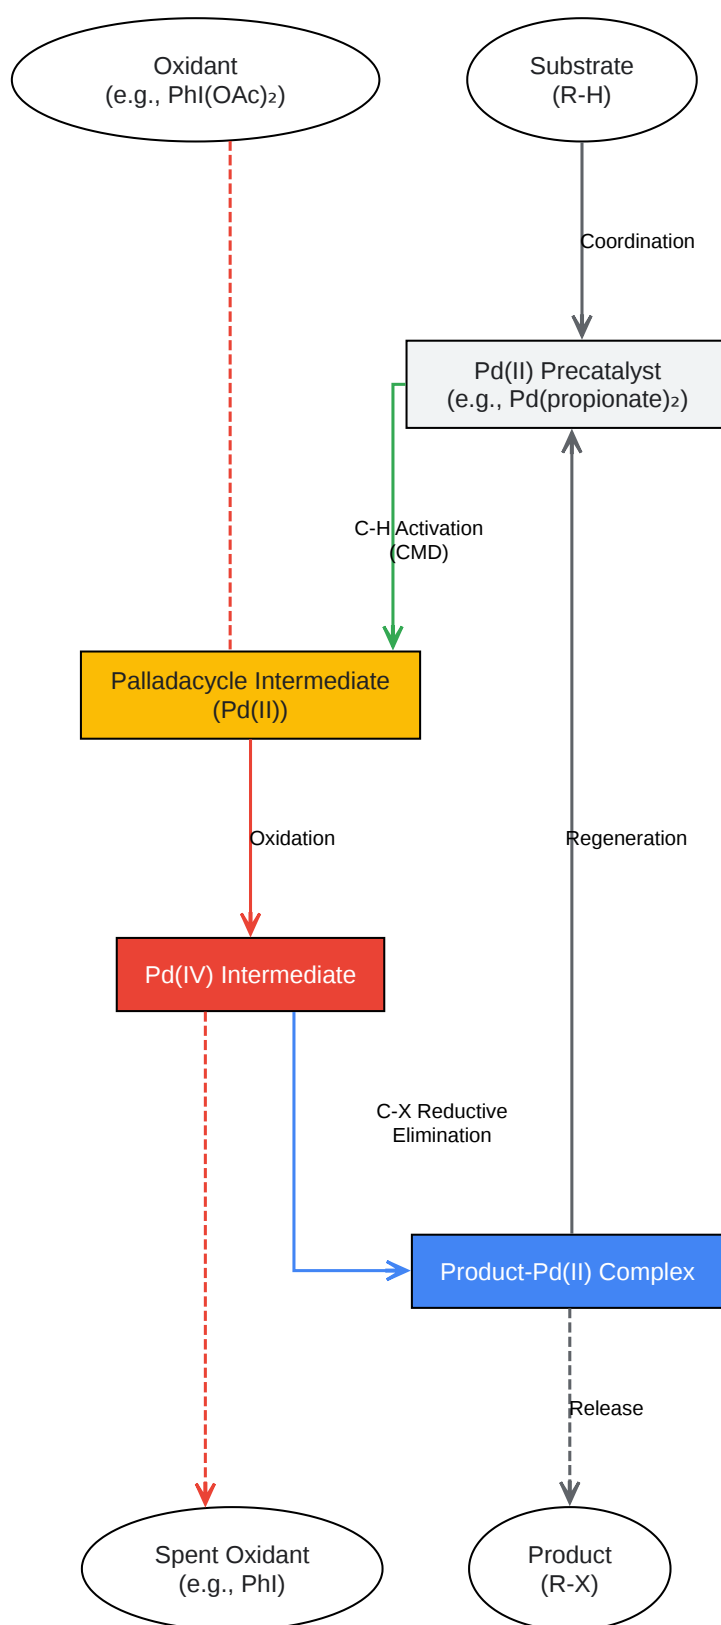 Oxidant
(e.g., PhI(OAc)₂)
Substrate
(R-H)
Coordination
Pd(II) Precatalyst
(e.g., Pd(propionate)₂)
C-H Activation
(CMD)
Palladacycle Intermediate
(Pd(II))
Oxidation
Regeneration
Pd(IV) Intermediate
C-X Reductive
Elimination
Product-Pd(II) Complex
Release
Spent Oxidant
(e.g., PhI)
Product
(R-X)